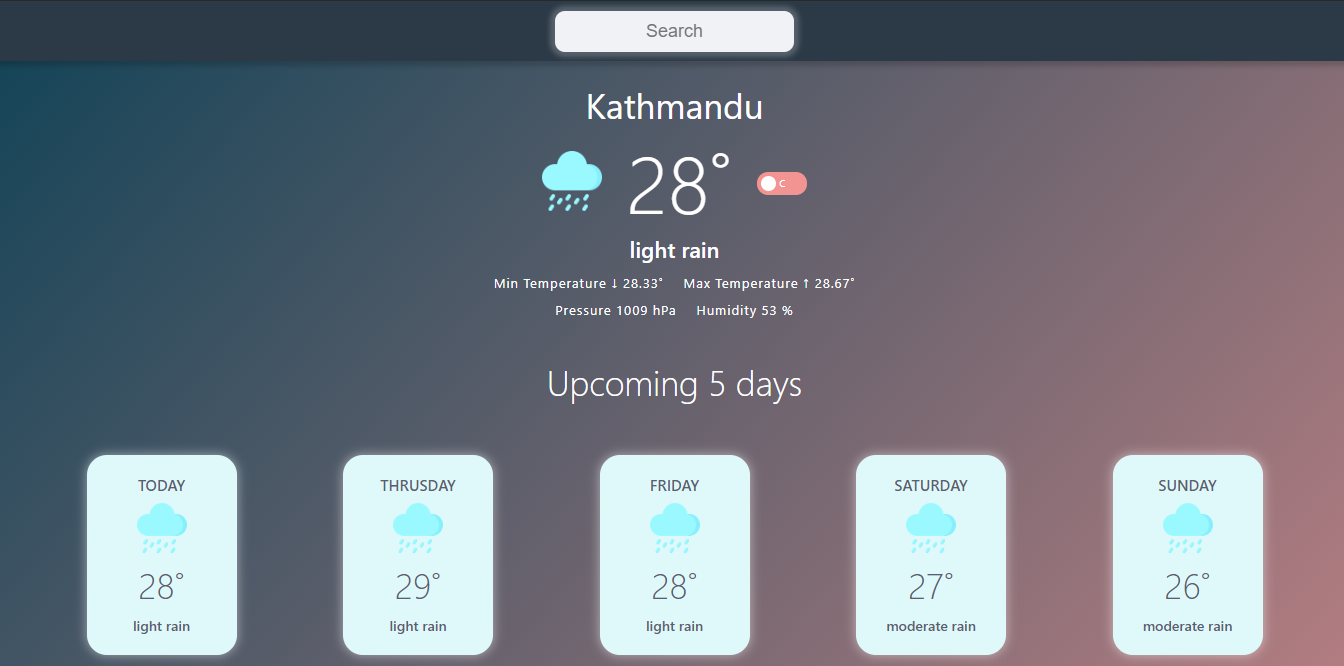 Search
Kathmandu
28° C
light rain
Min Temperature ↓ 28.33° Max Temperature ↑ 28.67°
Pressure 1009 hPa Humidity 53 %
Upcoming 5 days
TODAY THRUSDAY FRIDAY SATURDAY SUNDAY
28° 29° 28° 27° 26°
light rain light rain light rain moderate rain moderate rain